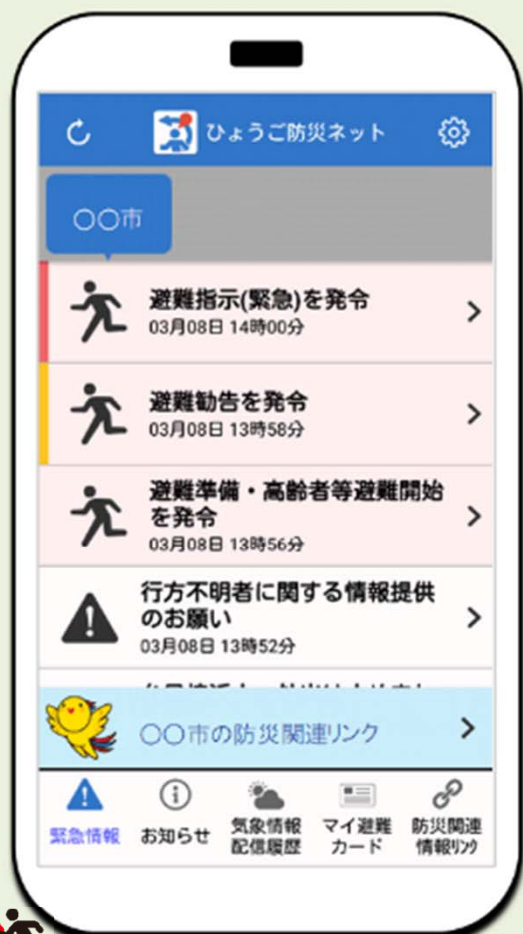 ひょうご防災ネット
〇〇市
避難指示(緊急)を発令
03月08日 14時00分
避難勧告を発令
03月08日 13時58分
避難準備・高齢者等避難開始
を発令
03月08日 13時56分
行方不明者に関する情報提供
のお願い
03月08日 13時52分
〇〇市の防災関連リンク
緊急情報
お知らせ
気象情報
配信履歴
マイ避難
カード
防災関連
情報リンク